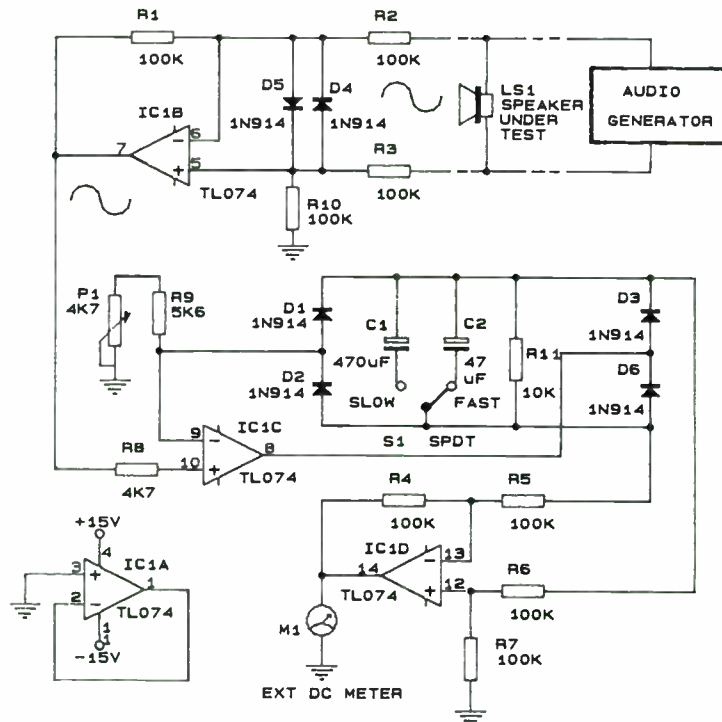 R1
100K
R2
100K
D5
D4
1N914
1N914
LS1
SPEAKER
UNDER
TEST
AUDIO
GENERATOR
IC1B
6
-
7
5
+
TL074
R3
100K
R10
100K
P1
4K7
R9
5K6
D1
1N914
D2
1N914
C1
470uF
SLOW
C2
47
uF
FAST
S1 SPDT
R11
10K
D3
1N914
D6
1N914
IC1C
9
-
10
+
8
TL074
R8
4K7
R4
100K
R5
100K
IC1D
14
-
13
+
12
TL074
R6
100K
R7
100K
M1
EXT DC METER
+15V
4
IC1A
3
+
2
-
1
TL074
1
1
-15V